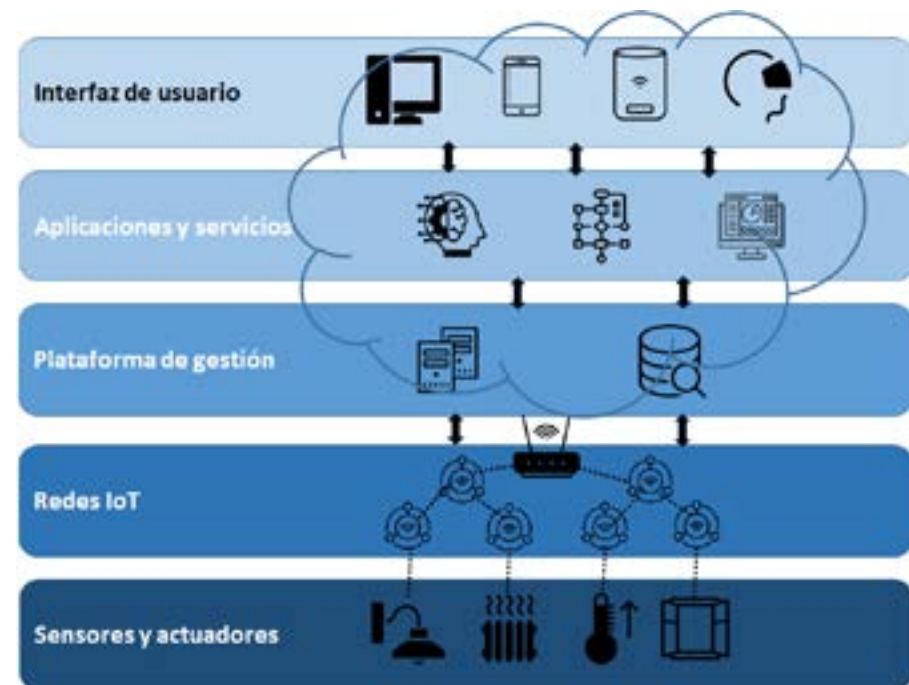 Interfaz de usuario
Aplicaciones y servicios
Plataforma de gestión
Redes IoT
Sensores y actuadores